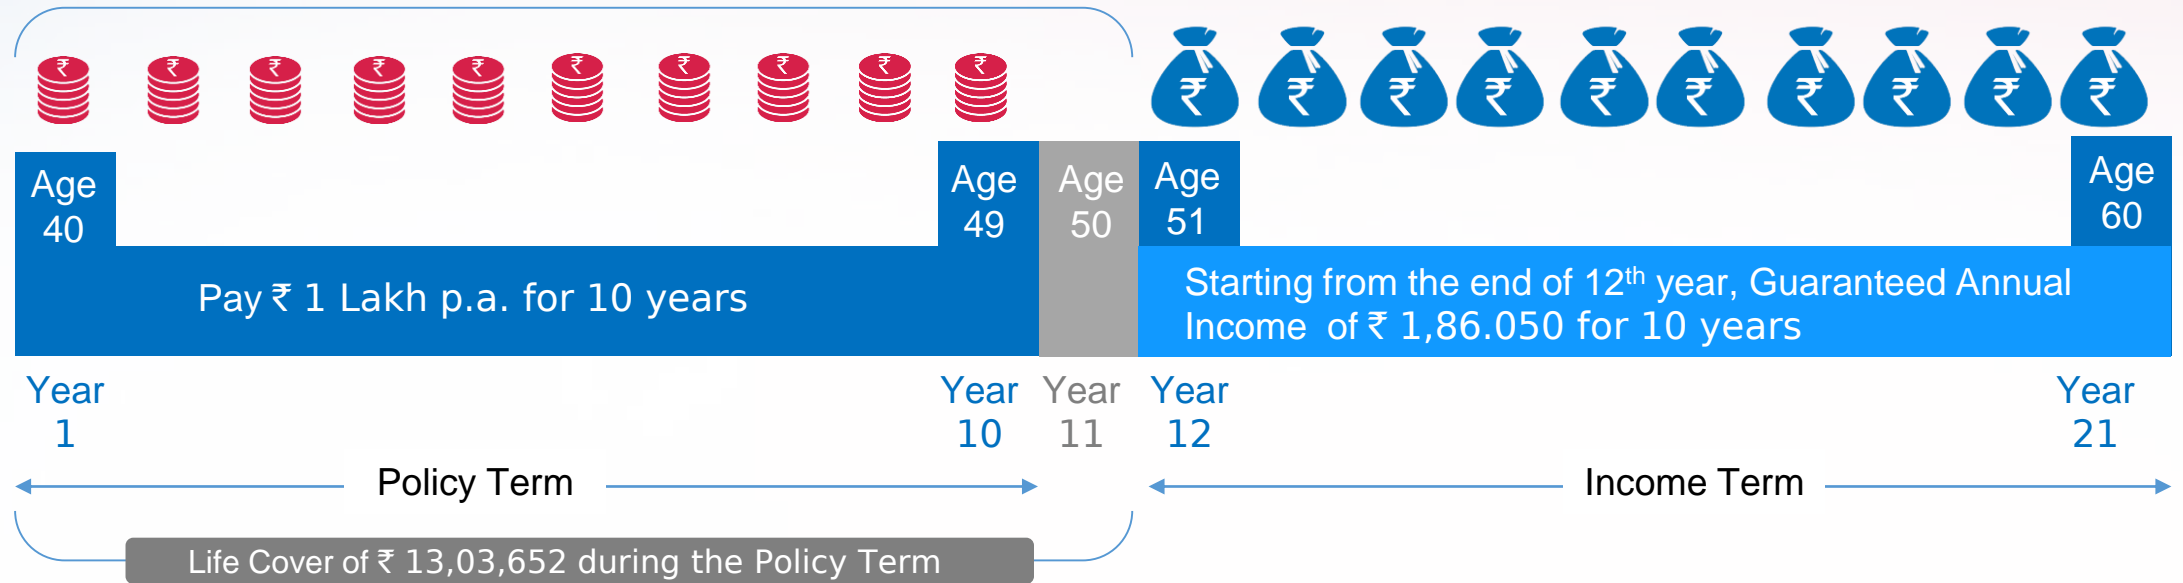 ₹ ₹ ₹ ₹ ₹ ₹ ₹ ₹ ₹ ₹
₹ ₹ ₹ ₹ ₹ ₹ ₹ ₹ ₹ ₹
Age
40
Age
49
Age
50
Age
51
Age
60
Pay ₹ 1 Lakh p.a. for 10 years
Starting from the end of 12th year, Guaranteed Annual
Income of ₹ 1,86.050 for 10 years
Year
1
Year
10
Year
11
Year
12
Year
21
Policy Term
Income Term
Life Cover of ₹ 13,03,652 during the Policy Term